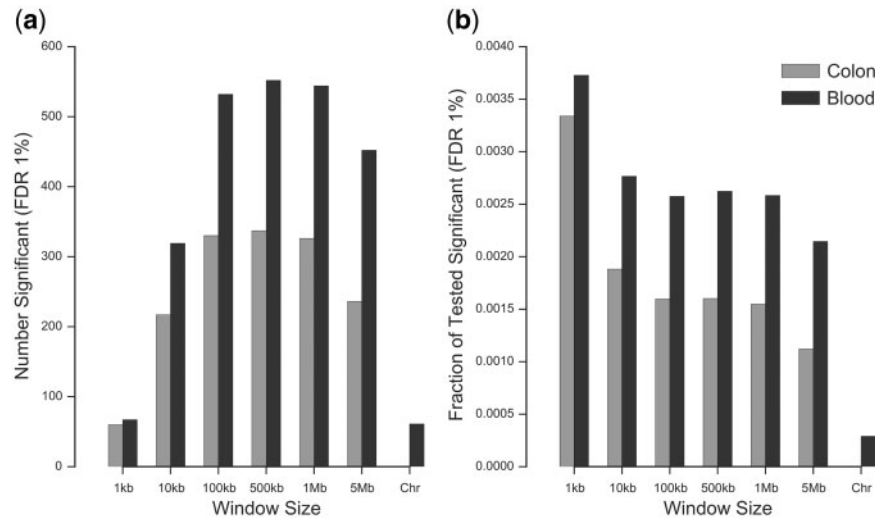 (a)
Number Significant (FDR 1%)
600
500
400
300
200
100
0
1kb 10kb 100kb 500kb 1Mb 5Mb Chr
Window Size
(b)
Fraction of Tested Significant (FDR 1%)
0.0040
0.0035
0.0030
0.0025
0.0020
0.0015
0.0010
0.0005
0.0000
1kb 10kb 100kb 500kb 1Mb 5Mb Chr
Window Size
Colon
Blood